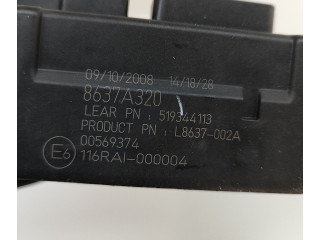 09/10/2008 14/18/28
8637A320
LEAR PN : 519344113
PRODUCT PN : L8637-002A
00569374
E6 116RAI-000004